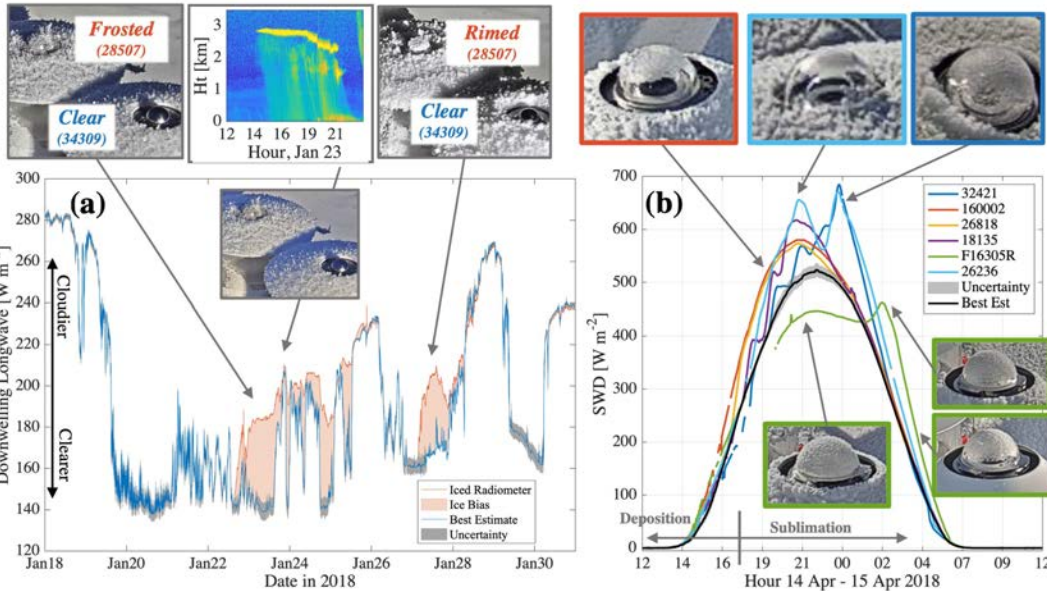 Frosted
(28507)
Clear
(34309)
Ht [km]
3
2
1
0
12 14 16 18 20 22
Hour, Jan 23
Rimed
(28507)
Clear
(34309)
(a)
Downwelling Longwave [W m-2]
300
280
260
240
220
200
180
160
140
120
Cloudier
Clearer
Iced Radiometer
Ice Bias
Best Estimate
Uncertainty
Jan18 Jan20 Jan22 Jan24 Jan26 Jan28 Jan30
Date in 2018
(b)
SWD [W m-2]
700
600
500
400
300
200
100
0
32421
160002
26818
18135
F16305R
26236
Uncertainty
Best Est
Deposition
Sublimation
12 14 16 19 21 00 02 04 07 09 12
Hour 14 Apr - 15 Apr 2018